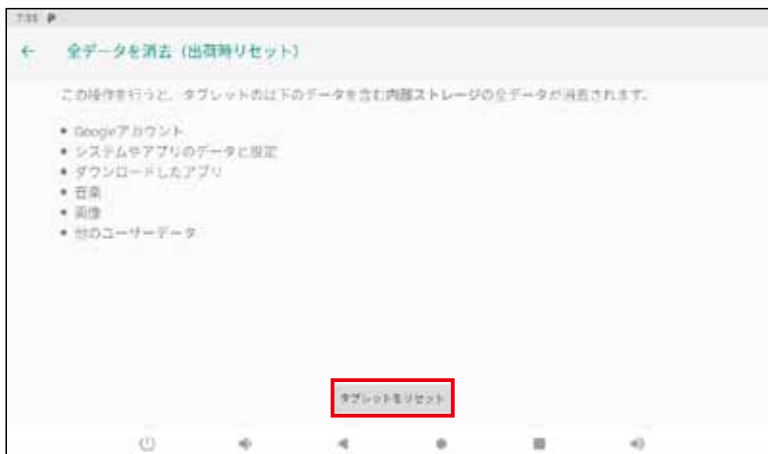 7:55
全データを消去（出荷時リセット）
この操作を行うと、タブレットの以下のデータを含む内部ストレージの全データが消去されます。
• Googleアカウント
• システムやアプリのデータと設定
• ダウンロードしたアプリ
• 音楽
• 画像
• 他のユーザーデータ
タブレットをリセット